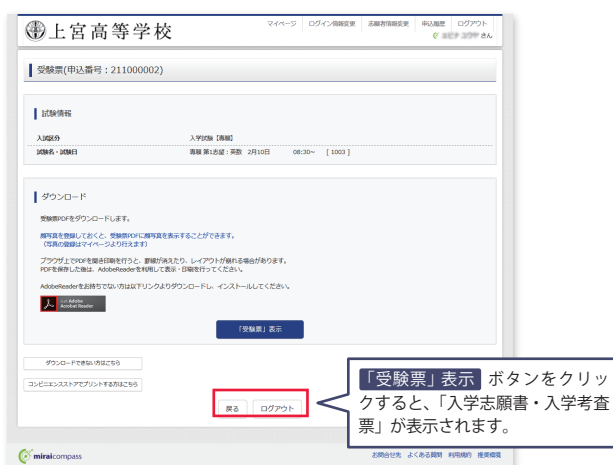 上宮高等学校
マイページ ログイン情報変更 志願者情報変更 申込履歴 ログアウト
さん
受験票(申込番号：211000002)
試験情報
入試区分 入学試験【専願】
試験名・試験日 専願 第1志望：英数 2月10日 08:30～ [ 1003 ]
ダウンロード
受験票PDFをダウンロードします。
顔写真を登録しておくと、受験票PDFに顔写真を表示することができます。
（写真の登録はマイページより行えます）
ブラウザ上でPDFを開き印刷を行うと、罫線が消えたり、レイアウトが崩れる場合があります。
PDFを保存した後は、AdobeReaderを利用して表示・印刷を行ってください。
AdobeReaderをお持ちでない方は以下リンクよりダウンロードし、インストールしてください。
Get Adobe
Acrobat Reader
「受験票」表示
ダウンロードできない方はこちら
コンビニエンスストアでプリントする方はこちら
戻る ログアウト
「受験票」表示 ボタンをクリッ
クすると、「入学志願書・入学考査
票」が表示されます。
miraicompass
お問合せ先 よくある質問 利用規約 推奨環境